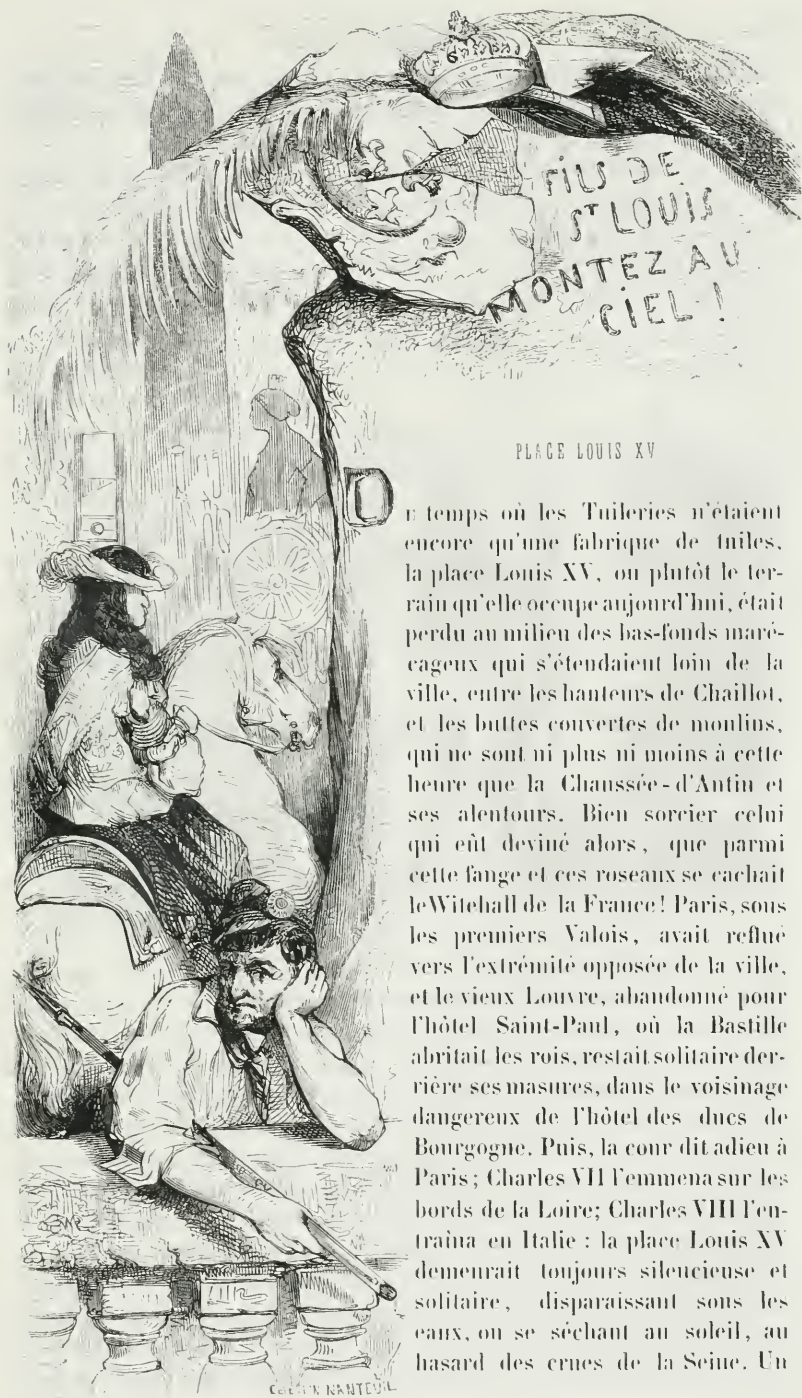 FILS DE
ST LOUIS
MONTEZ AU
CIEL !
PLACE LOUIS XV
E temps où les Tuileries n'étaient
encore qu'une fabrique de tuiles,
la place Louis XV, ou plutôt le ter-
rain qu'elle occupe aujourd'hui, était
perdu au milieu des bas-fonds maré-
cageux qui s'étendaient loin de la
ville, entre les hauteurs de Chaillot,
et les buttes couvertes de moulins,
qui ne sont ni plus ni moins à cette
heure que la Chaussée-d'Antin et
ses alentours. Bien sorcier celui
qui eût deviné alors, que parmi
cette fange et ces roseaux se cachait
le Witehall de la France! Paris, sous
les premiers Valois, avait reflué
vers l'extrémité opposée de la ville,
et le vieux Louvre, abandonné pour
l'hôtel Saint-Paul, où la Bastille
abritait les rois, restait solitaire der-
rière ses masures, dans le voisinage
dangereux de l'hôtel des ducs de
Bourgogne. Puis, la cour dit adieu à
Paris; Charles VII l'emmena sur les
bords de la Loire; Charles VIII l'en-
traîna en Italie : la place Louis XV
demeurait toujours silencieuse et
solitaire, disparaissant sous les
eaux, ou se séchant au soleil, au
hasard des crues de la Seine. Un
CÉLESTIN NANTEUIL